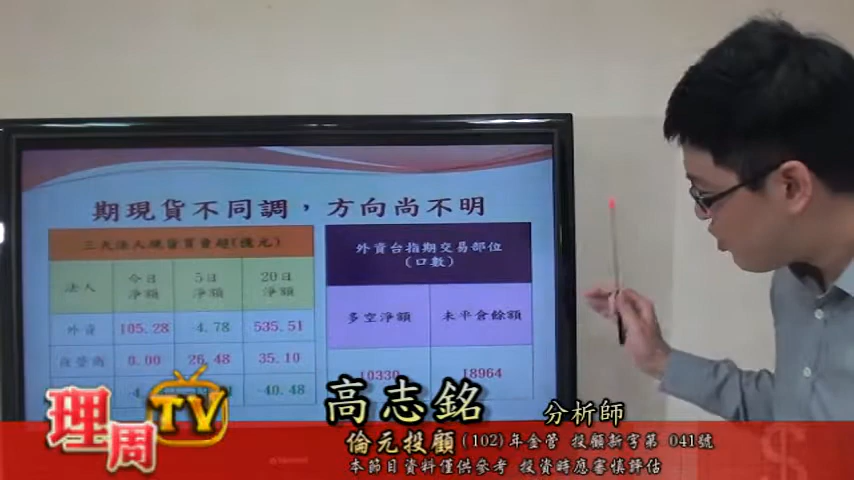 期現貨不同調，方向尚不明
三大法人現貨買賣超(億元)
法人 今日淨額 5日淨額 20日淨額
外資 105.28 4.78 535.51
自營商 0.00 26.48 35.10
-40.48
外資台指期交易部位
(口數)
多空淨額 未平倉餘額
10330 18964
理周TV
高志銘 分析師
倫元投顧(102)年金管 投顧新字第 041號
本節目資料僅供參考 投資時應審慎評估